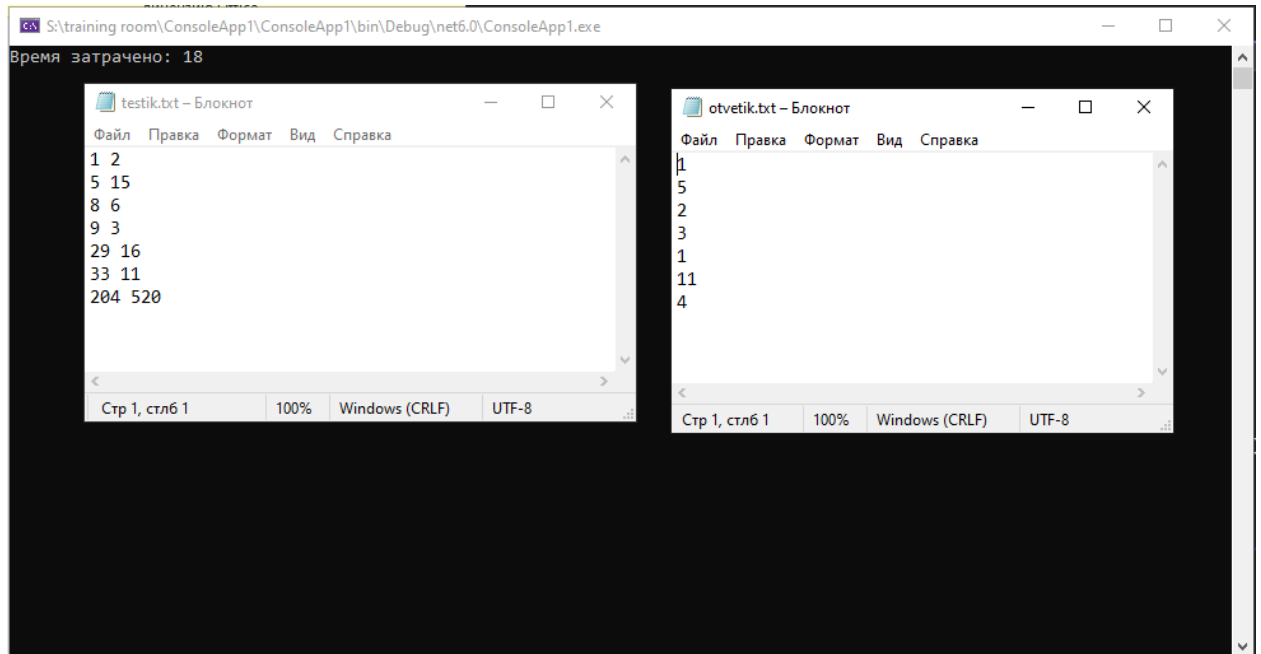 S:\training room\ConsoleApp1\ConsoleApp1\bin\Debug\net6.0\ConsoleApp1.exe
Время затрачено: 18
testik.txt – Блокнот
Файл Правка Формат Вид Справка
1 2
5 15
8 6
9 3
29 16
33 11
204 520
Стр 1, стлб 1 100% Windows (CRLF) UTF-8
otvetik.txt – Блокнот
Файл Правка Формат Вид Справка
1
5
2
3
1
11
4
Стр 1, стлб 1 100% Windows (CRLF) UTF-8